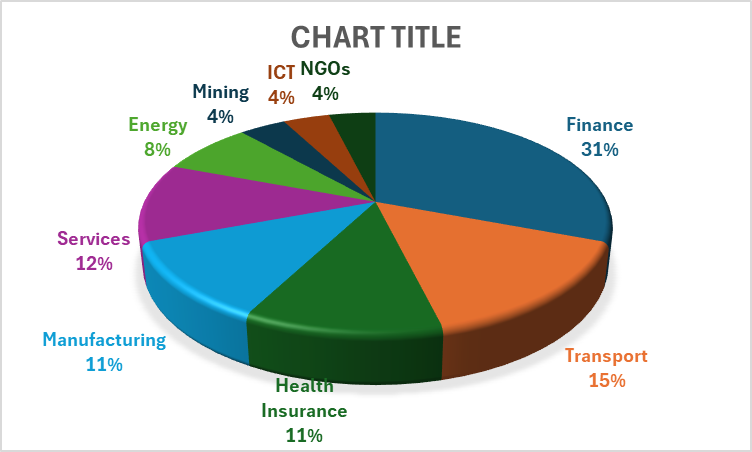 CHART TITLE
Finance
31%
Transport
15%
Health
Insurance
11%
Manufacturing
11%
Services
12%
Energy
8%
Mining
4%
ICT
4%
NGOs
4%